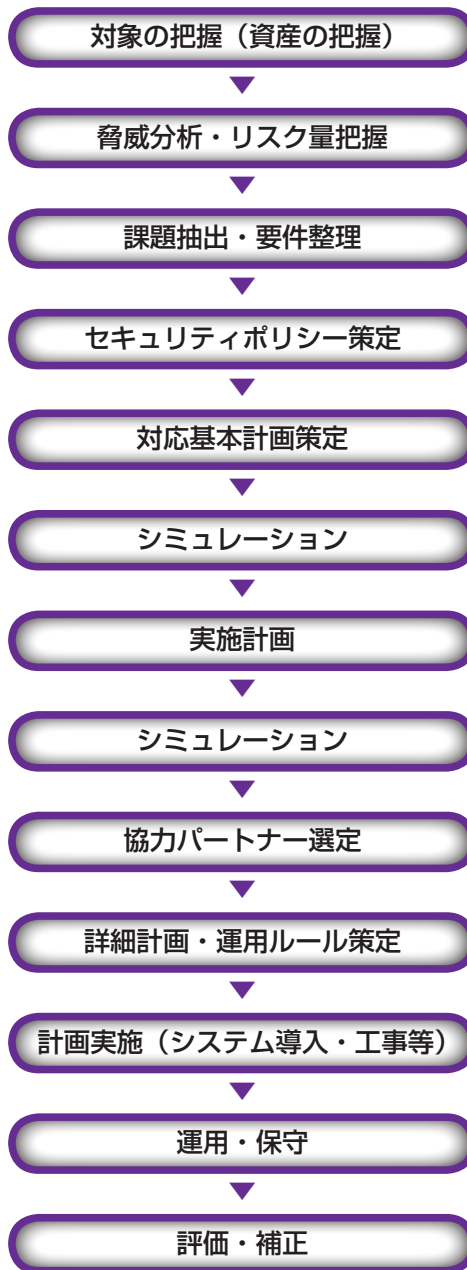 対象の把握（資産の把握）
脅威分析・リスク量把握
課題抽出・要件整理
セキュリティポリシー策定
対応基本計画策定
シミュレーション
実施計画
シミュレーション
協力パートナー選定
詳細計画・運用ルール策定
計画実施（システム導入・工事等）
運用・保守
評価・補正